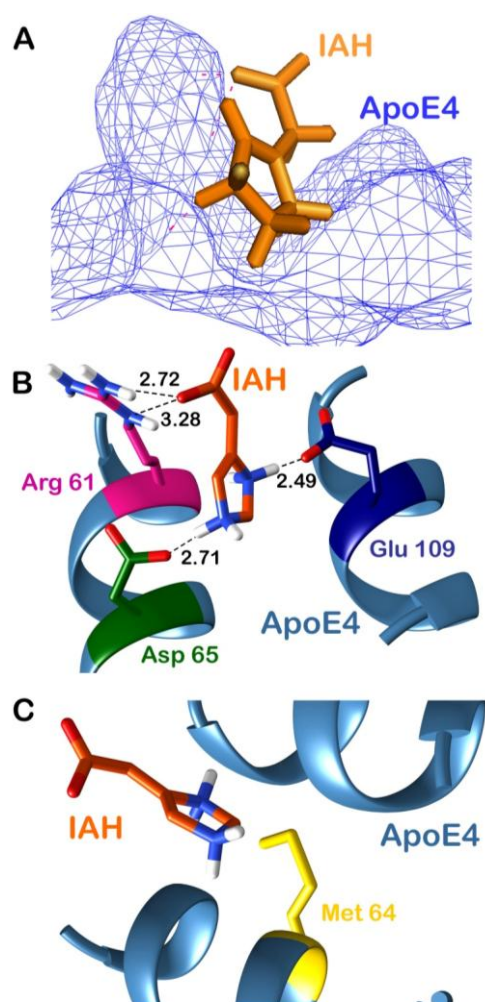 A
IAH
ApoE4
B
2.72
IAH
3.28
Arg 61
2.49
2.71
Glu 109
ApoE4
Asp 65
C
IAH
ApoE4
Met 64